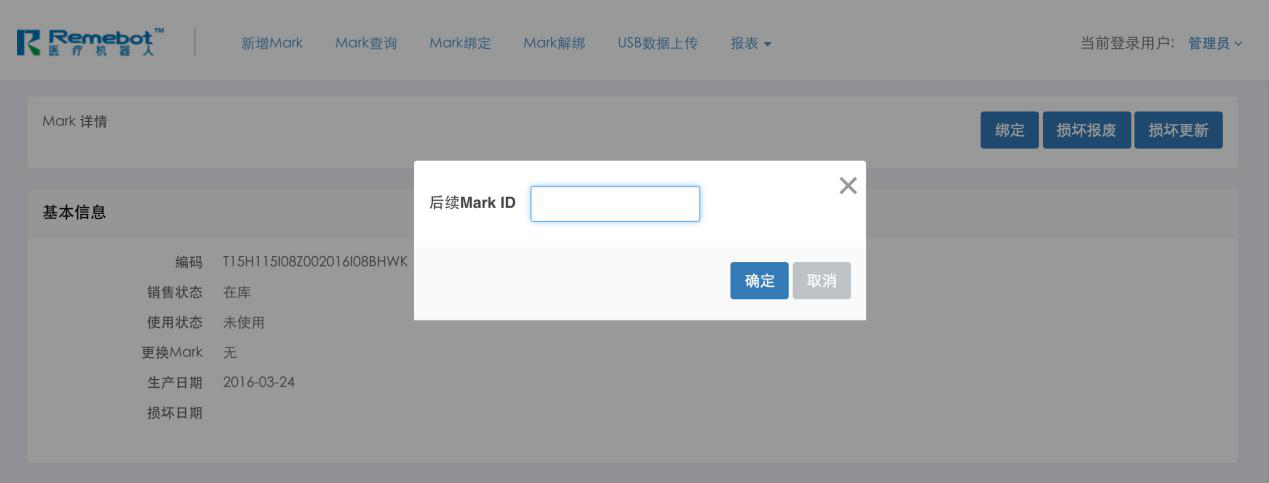 Remebot™
医疗机器人
新增Mark Mark查询 Mark绑定 Mark解绑 USB数据上传 报表
当前登录用户: 管理员
Mark 详情
绑定 损坏报废 损坏更新
后续Mark ID
确定 取消
基本信息
编码 T15H115I08Z002016I08BHWK
销售状态 在库
使用状态 未使用
更换Mark 无
生产日期 2016-03-24
损坏日期